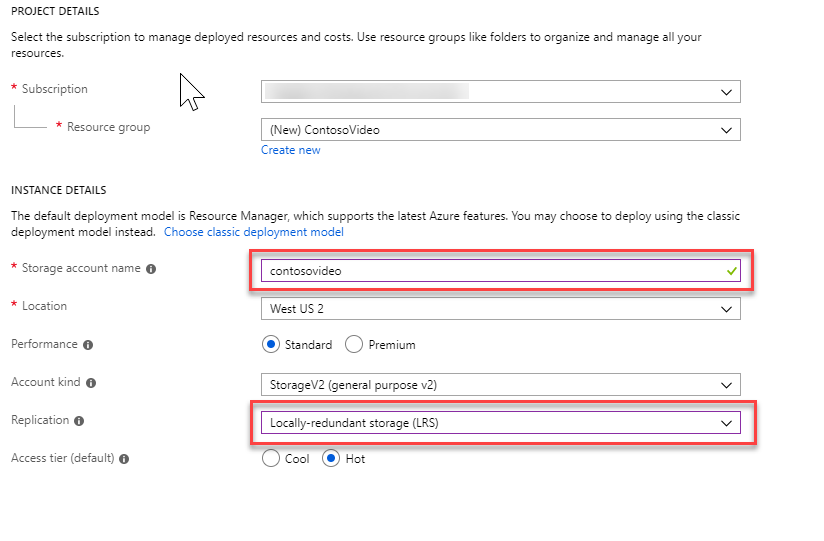 PROJECT DETAILS
Select the subscription to manage deployed resources and costs. Use resource groups like folders to organize and manage all your
resources.
* Subscription
* Resource group
(New) ContosoVideo
Create new
INSTANCE DETAILS
The default deployment model is Resource Manager, which supports the latest Azure features. You may choose to deploy using the classic
deployment model instead. Choose classic deployment model
* Storage account name
contosovideo
* Location
West US 2
Performance
Standard Premium
Account kind
StorageV2 (general purpose v2)
Replication
Locally-redundant storage (LRS)
Access tier (default)
Cool Hot